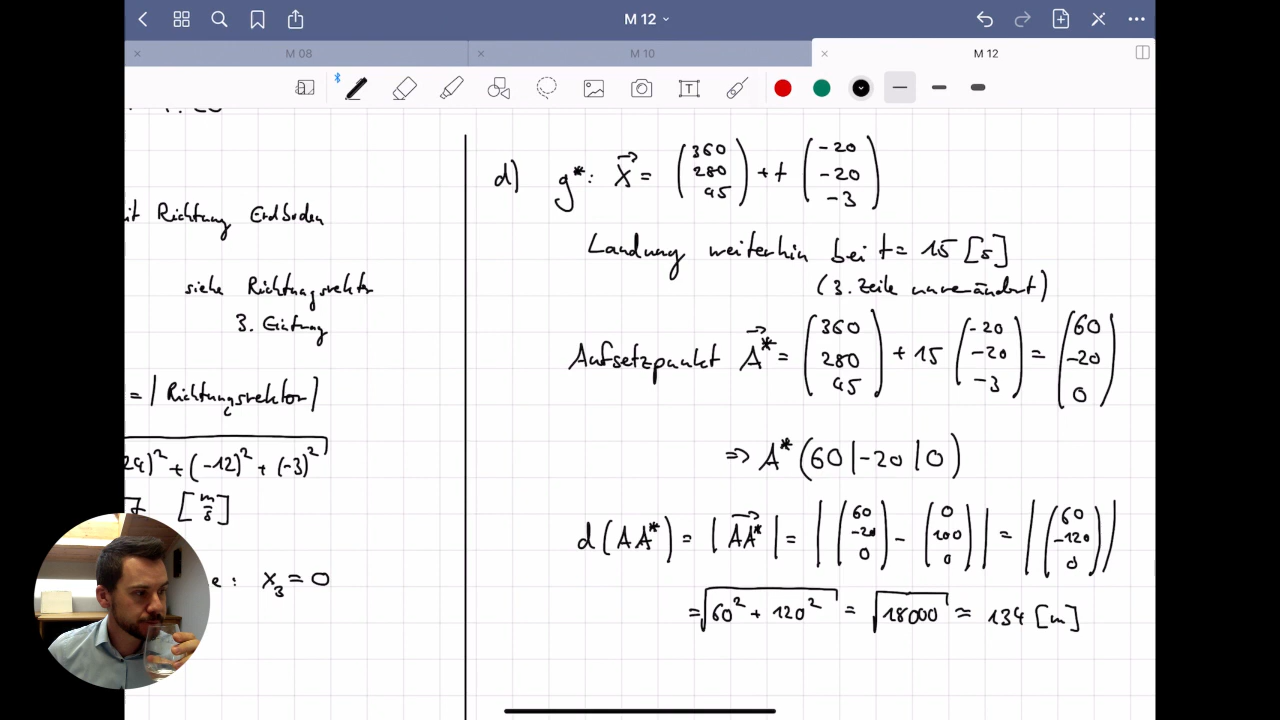 M 12
M 08
M 10
M 12
it Richtung Erdboden
siehe Richtungsvektor
3. Eintrag
= |Richtungsvektor|
24)² + (-12)² + (-3)²
[m/s]
e: x₃ = 0
d) g*: X⃗ = (360 280 45) + t (-20 -20 -3)
Landung weiterhin bei t = 15 [s]
(3. Zeile unverändert)
Aufsetzpunkt A⃗* = (360 280 45) + 15 (-20 -20 -3) = (60 -20 0)
⇒ A* (60|-20|0)
d(AA*) = |AA⃗*| = |(60 -20 0) - (0 100 0)| = |(60 -120 0)|
= √(60² + 120²) = √18000 ≈ 134 [m]